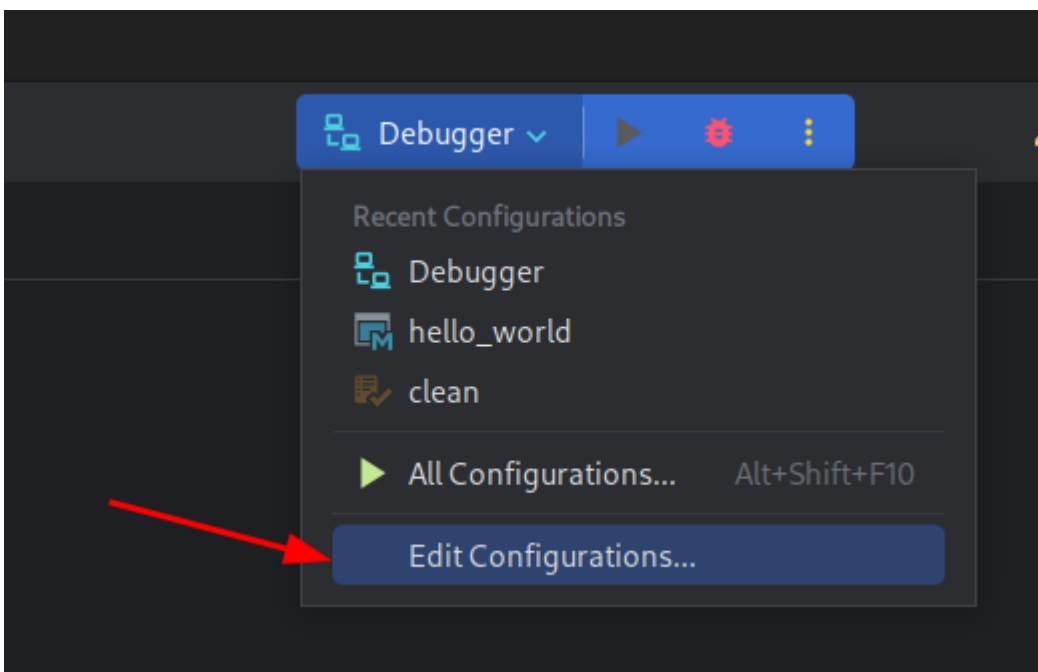 Debugger
Recent Configurations
Debugger
hello_world
clean
All Configurations... Alt+Shift+F10
Edit Configurations...